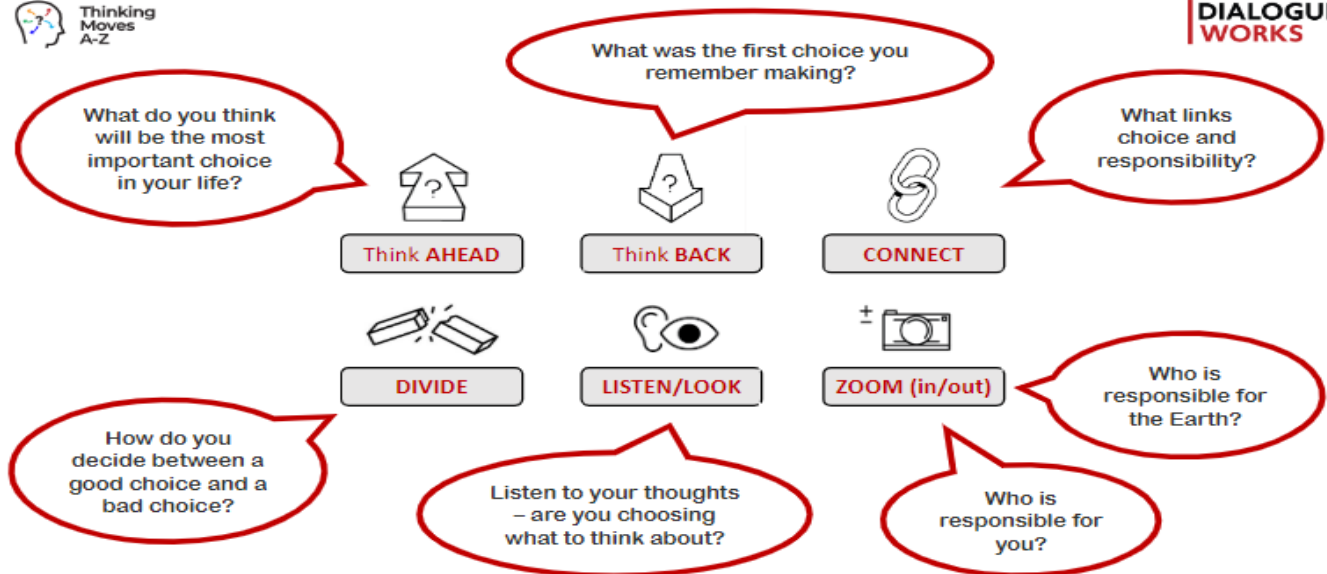 Thinking
Moves
A-Z
DIALOGUE
WORKS
What was the first choice you
remember making?
What do you think
will be the most
important choice
in your life?
What links
choice and
responsibility?
?
?
Think AHEAD
Think BACK
CONNECT
±
DIVIDE
LISTEN/LOOK
ZOOM (in/out)
Who is
responsible for
the Earth?
How do you
decide between a
good choice and a
bad choice?
Listen to your thoughts
– are you choosing
what to think about?
Who is
responsible for
you?